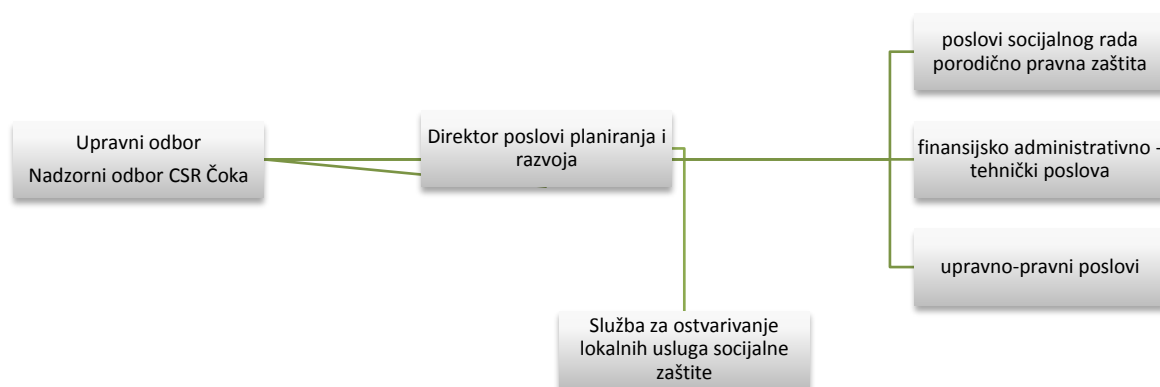 Upravni odbor
Nadzorni odbor CSR Čoka
Direktor poslovi planiranja i
razvoja
poslovi socijalnog rada
porodično pravna zaštita
finansijsko administrativno -
tehnički poslova
upravno-pravni poslovi
Služba za ostvarivanje
lokalnih usluga socijalne
zaštite